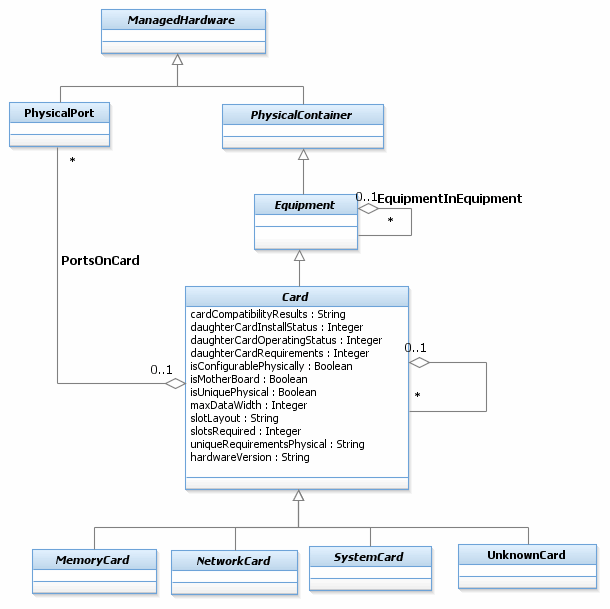 ManagedHardware
PhysicalPort
PhysicalContainer
*
Equipment
0..1
EquipmentInEquipment
*
PortsOnCard
Card
cardCompatibilityResults : String
daughterCardInstallStatus : Integer
daughterCardOperatingStatus : Integer
daughterCardRequirements : Integer
isConfigurablePhysically : Boolean
isMotherBoard : Boolean
isUniquePhysical : Boolean
maxDataWidth : Integer
slotLayout : String
slotsRequired : Integer
uniqueRequirementsPhysical : String
hardwareVersion : String
0..1
0..1
*
MemoryCard
NetworkCard
SystemCard
UnknownCard